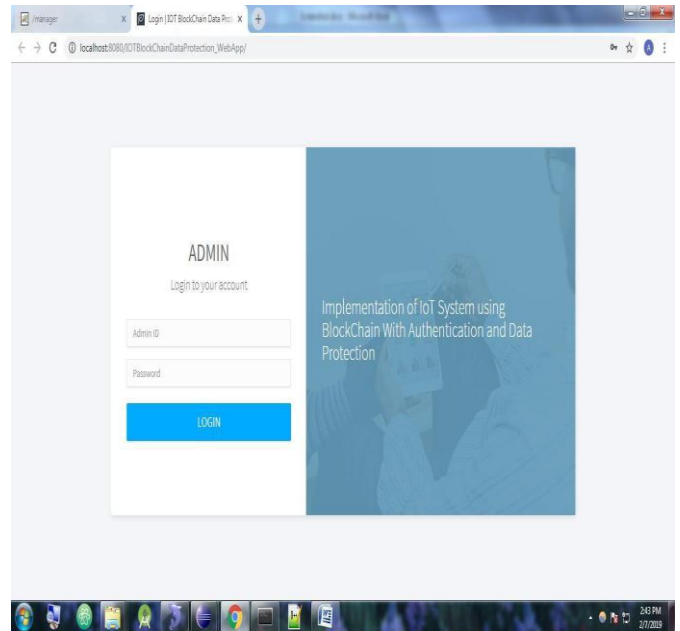 /manager
Login | IOT BlockChain Data Pro
localhost:8080/IOTBlockChainDataProtection_WebApp/
A
ADMIN
Login to your account
Admin ID
Password
LOGIN
Implementation of IoT System using
BlockChain With Authentication and Data
Protection
2:43 PM
2/7/2019